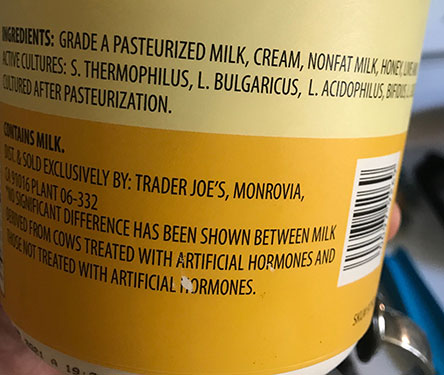 INGREDIENTS: GRADE A PASTEURIZED MILK, CREAM, NONFAT MILK, HONEY,
ACTIVE CULTURES: S. THERMOPHILUS, L. BULGARICUS, L. ACIDOPHILUS,
CULTURED AFTER PASTEURIZATION.
CONTAINS MILK.
DIST. & SOLD EXCLUSIVELY BY: TRADER JOE'S, MONROVIA,
CA 91016 PLANT 06-332
*NO SIGNIFICANT DIFFERENCE HAS BEEN SHOWN BETWEEN MILK
DERIVED FROM COWS TREATED WITH ARTIFICIAL HORMONES AND
THOSE NOT TREATED WITH ARTIFICIAL HORMONES.
SKU#